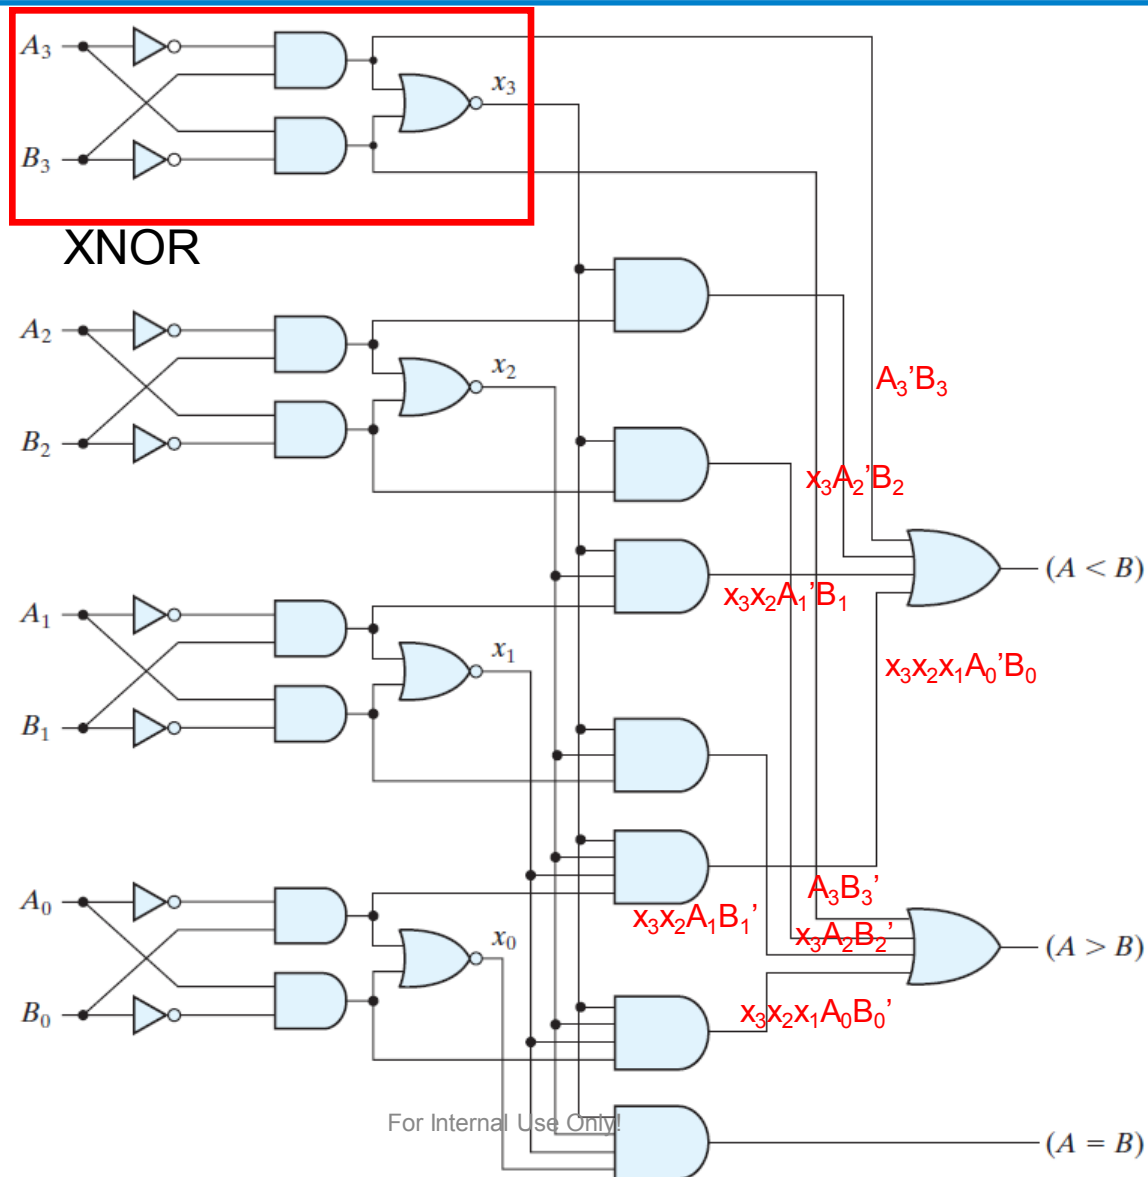 A₃
x₃
B₃
XNOR
A₂
x₂
A₃’B₃
B₂
x₃A₂’B₂
(A < B)
x₃x₂A₁’B₁
A₁
x₁
x₃x₂x₁A₀’B₀
B₁
A₃B₃’
A₀
x₃x₂A₁B₁’
x₃A₂B₂’
x₀
(A > B)
B₀
x₃x₂x₁A₀B₀’
For Internal Use Only!
(A = B)